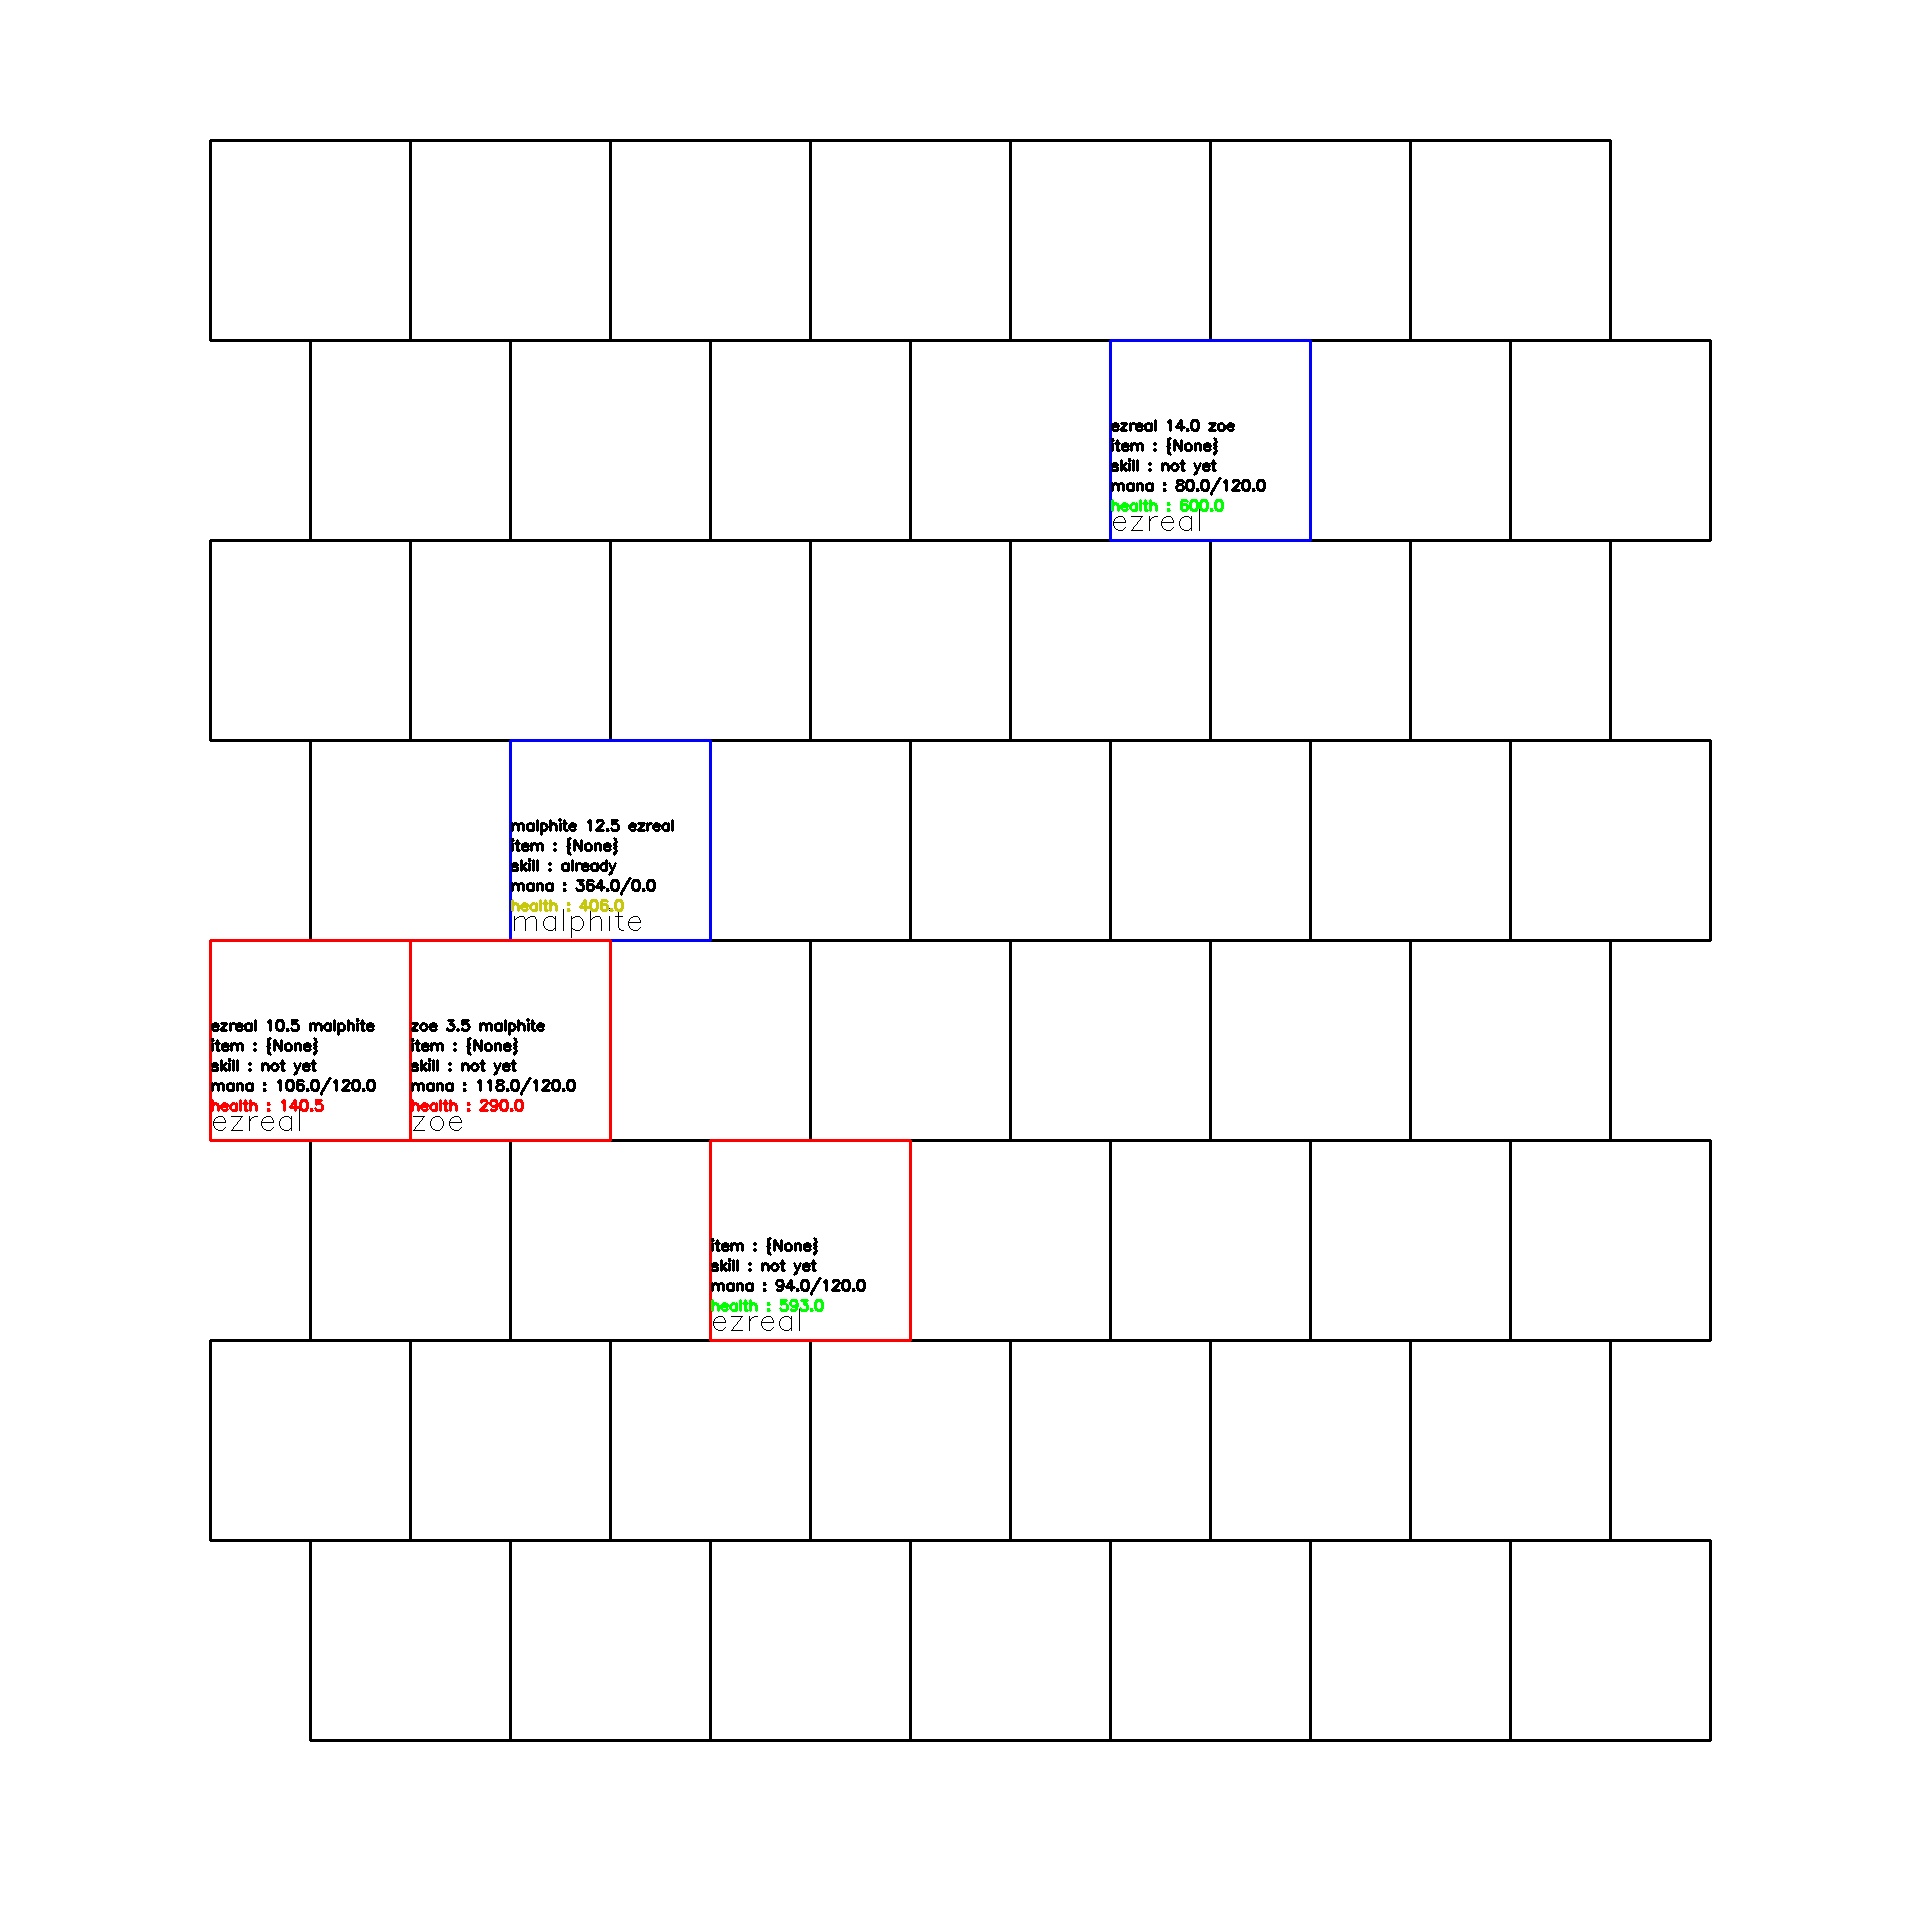 ezreal 14.0 zoe
item : {None}
skill : not yet
mana : 80.0/120.0
health : 600.0
ezreal
malphite 12.5 ezreal
item : {None}
skill : already
mana : 364.0/0.0
health : 406.0
malphite
ezreal 10.5 malphite
item : {None}
skill : not yet
mana : 106.0/120.0
health : 140.5
ezreal
zoe 3.5 malphite
item : {None}
skill : not yet
mana : 118.0/120.0
health : 290.0
zoe
item : {None}
skill : not yet
mana : 94.0/120.0
health : 593.0
ezreal